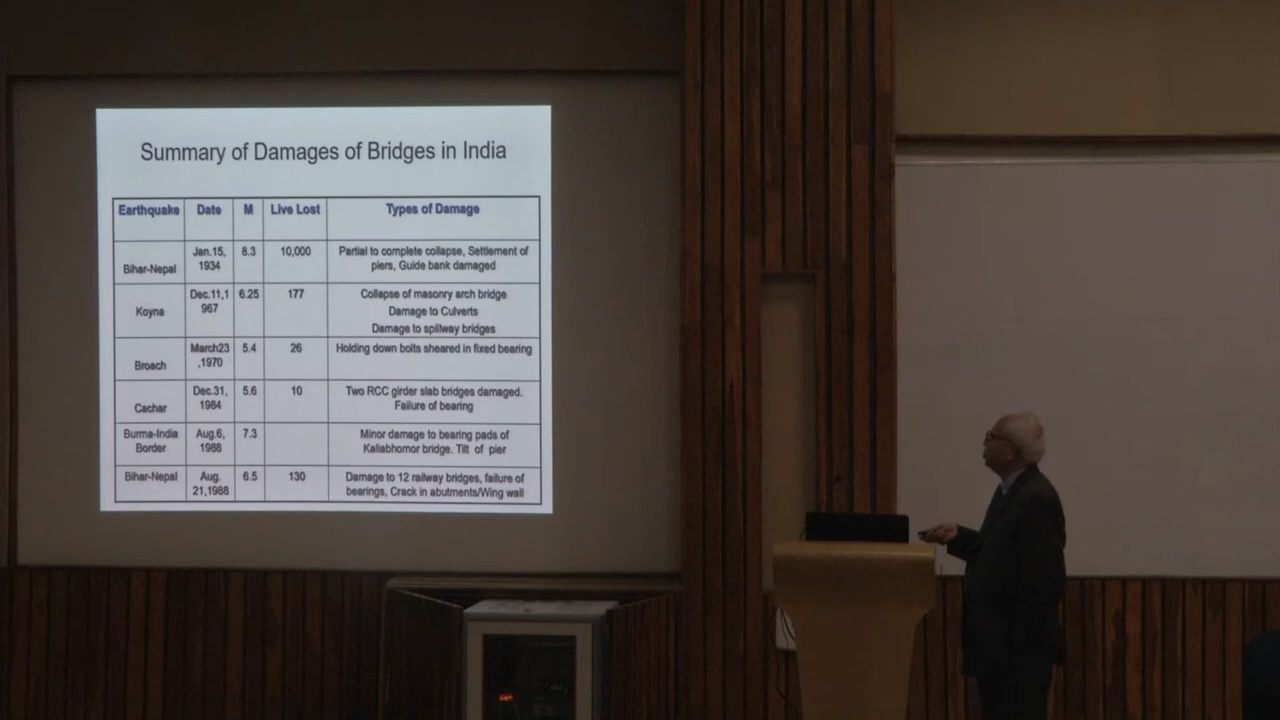 Summary of Damages of Bridges in India
Earthquake Date M Live Lost Types of Damage
Bihar-Nepal Jan.15, 1934 8.3 10,000 Partial to complete collapse, Settlement of piers, Guide bank damaged
Koyna Dec.11,1 967 6.25 177 Collapse of masonry arch bridge
Damage to Culverts
Damage to spillway bridges
Broach March23 ,1970 5.4 26 Holding down bolts sheared in fixed bearing
Cachar Dec.31, 1984 5.6 10 Two RCC girder slab bridges damaged. Failure of bearing
Burma-India Border Aug.6, 1988 7.3 Minor damage to bearing pads of Kaliabhomor bridge. Tilt of pier
Bihar-Nepal Aug. 21,1988 6.5 130 Damage to 12 railway bridges, failure of bearings, Crack in abutments/Wing wall